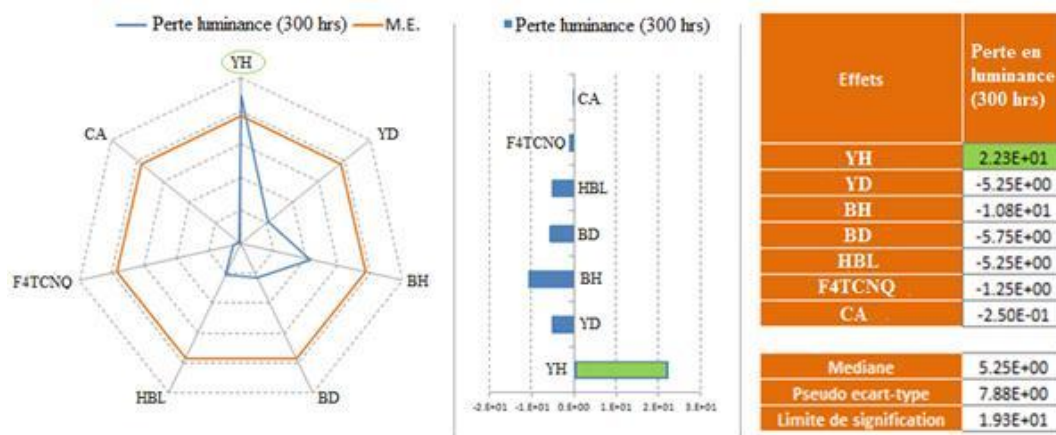 Perte luminance (300 hrs) M.E.
YH
YD
BH
BD
HBL
F4TCNQ
CA
Perte luminance (300 hrs)
CA
F4TCNQ
HBL
BD
BH
YD
YH
-2.0E+01 -1.0E+01 0.0E+00 1.0E+01 2.0E+01 3.0E+01
Effets Perte en luminance (300 hrs)
YH 2.23E+01
YD -5.25E+00
BH -1.08E+01
BD -5.75E+00
HBL -5.25E+00
F4TCNQ -1.25E+00
CA -2.50E-01
Mediane 5.25E+00
Pseudo ecart-type 7.88E+00
Limite de signification 1.93E+01